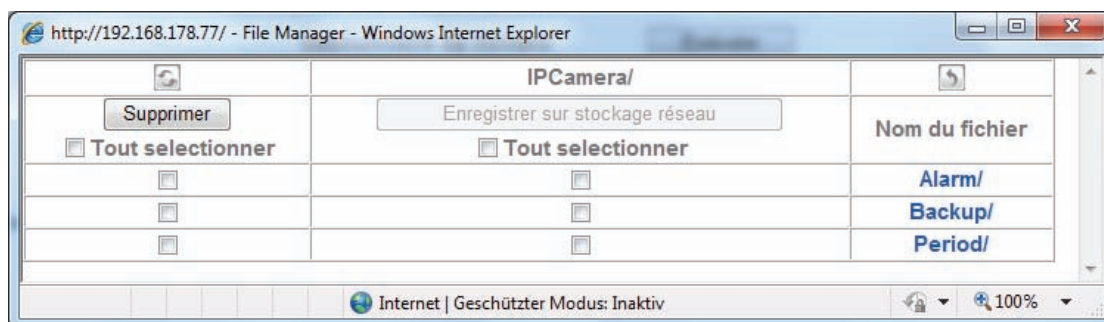 http://192.168.178.77/ - File Manager - Windows Internet Explorer
IPCamera/
Supprimer
Enregistrer sur stockage réseau
Nom du fichier
Tout selectionner
Tout selectionner
Alarm/
Backup/
Period/
Internet | Geschützter Modus: Inaktiv
100%